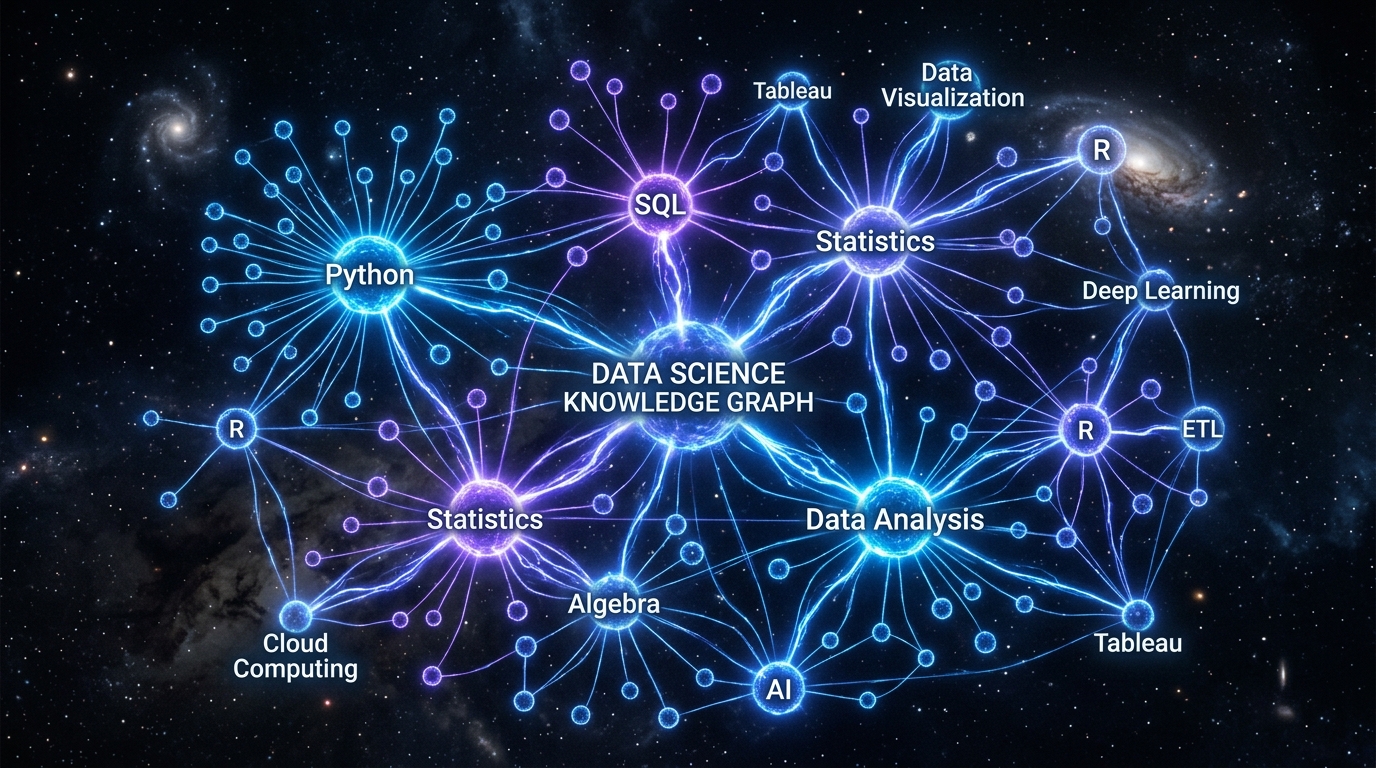 Data
Visualization
Tableau
R
SQL
Statistics
Python
Deep Learning
DATA SCIENCE
KNOWLEDGE GRAPH
R
R
ETL
Statistics
Data Analysis
Algebra
Cloud
Computing
Tableau
AI